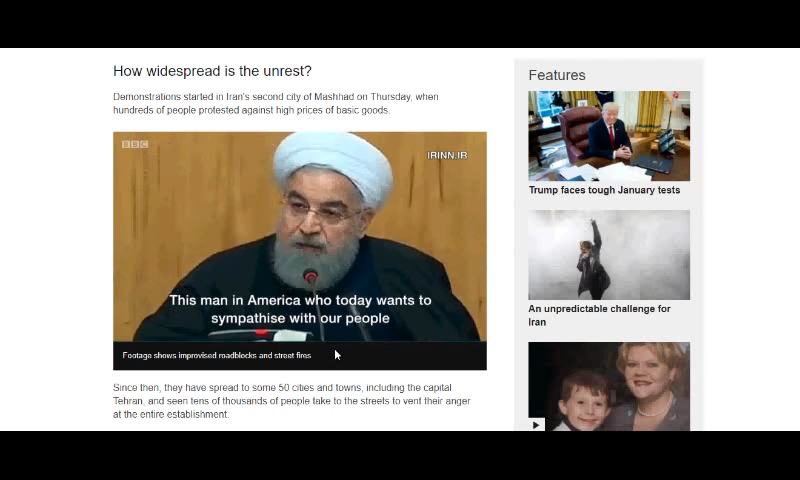 How widespread is the unrest?
Demonstrations started in Iran's second city of Mashhad on Thursday, when
hundreds of people protested against high prices of basic goods.
BBC
IRINN.IR
This man in America who today wants to
sympathise with our people
Footage shows improvised roadblocks and street fires
Since then, they have spread to some 50 cities and towns, including the capital
Tehran, and seen tens of thousands of people take to the streets to vent their anger
at the entire establishment.
Features
Trump faces tough January tests
An unpredictable challenge for
Iran